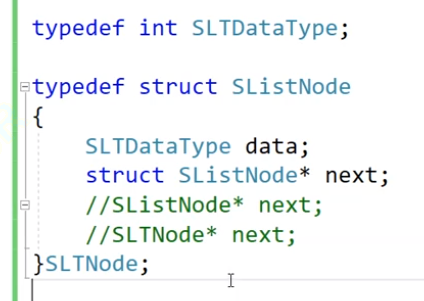 typedef int SLTDataType;
typedef struct SListNode
{
SLTDataType data;
struct SListNode* next;
//SListNode* next;
//SLTNode* next;
}SLTNode;